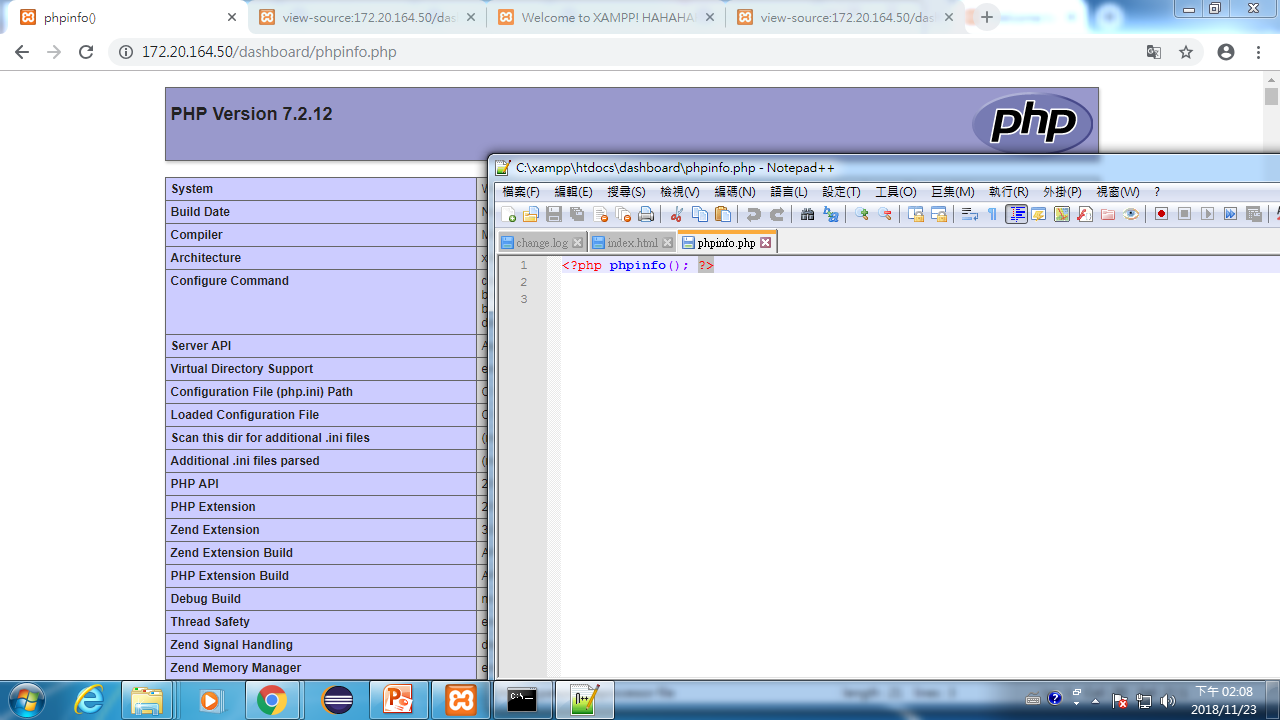 phpinfo()
view-source:172.20.164.50/das
Welcome to XAMPP! HAHAHA
view-source:172.20.164.50/das
172.20.164.50/dashboard/phpinfo.php
PHP Version 7.2.12
php
System
Build Date
Compiler
Architecture
Configure Command
Server API
Virtual Directory Support
Configuration File (php.ini) Path
Loaded Configuration File
Scan this dir for additional .ini files
Additional .ini files parsed
PHP API
PHP Extension
Zend Extension
Zend Extension Build
PHP Extension Build
Debug Build
Thread Safety
Zend Signal Handling
Zend Memory Manager
C:\xampp\htdocs\dashboard\phpinfo.php - Notepad++
檔案(F) 編輯(E) 搜尋(S) 檢視(V) 編碼(N) 語言(L) 設定(T) 工具(O) 巨集(M) 執行(R) 外掛(P) 視窗(W) ?
change.log index.html phpinfo.php
1 <?php phpinfo(); ?>
2
3
下午 02:08
2018/11/23